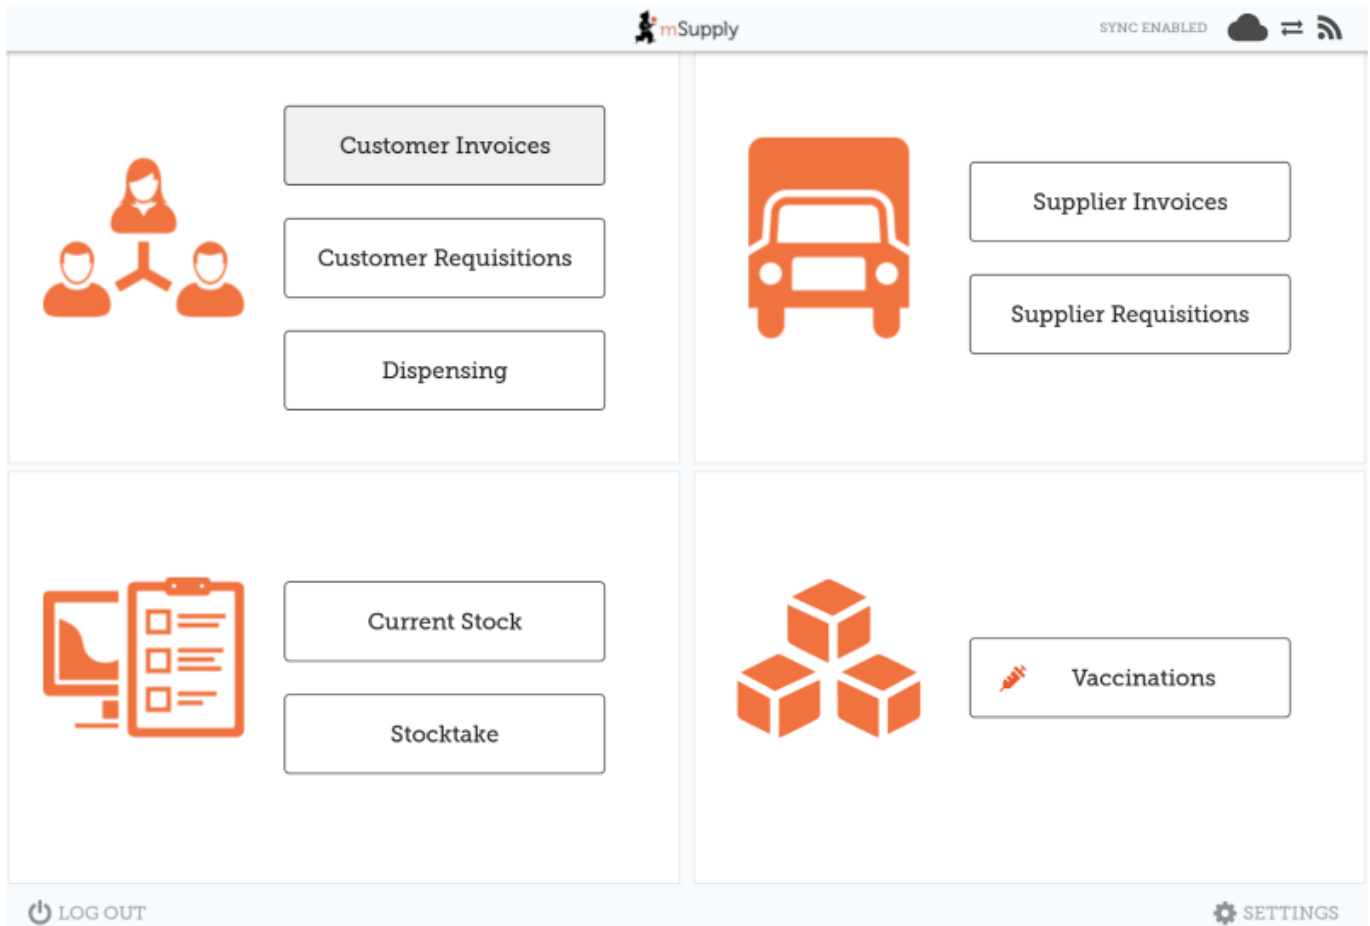 mSupply
SYNC ENABLED
Customer Invoices
Customer Requisitions
Dispensing
Supplier Invoices
Supplier Requisitions
Current Stock
Stocktake
Vaccinations
LOG OUT
SETTINGS